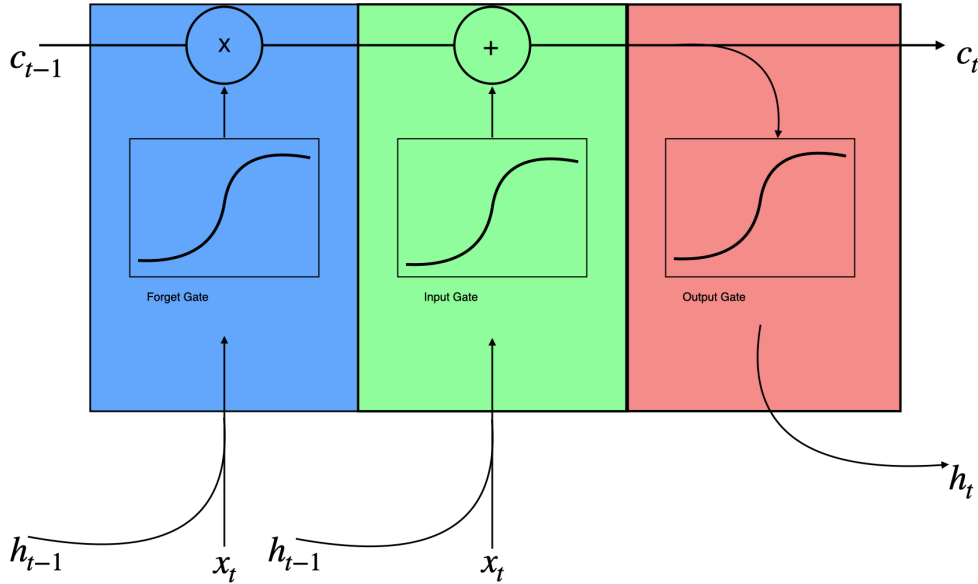 x
+
c_{t-1}
c_t
Forget Gate
Input Gate
Output Gate
h_t
h_{t-1}
x_t
h_{t-1}
x_t